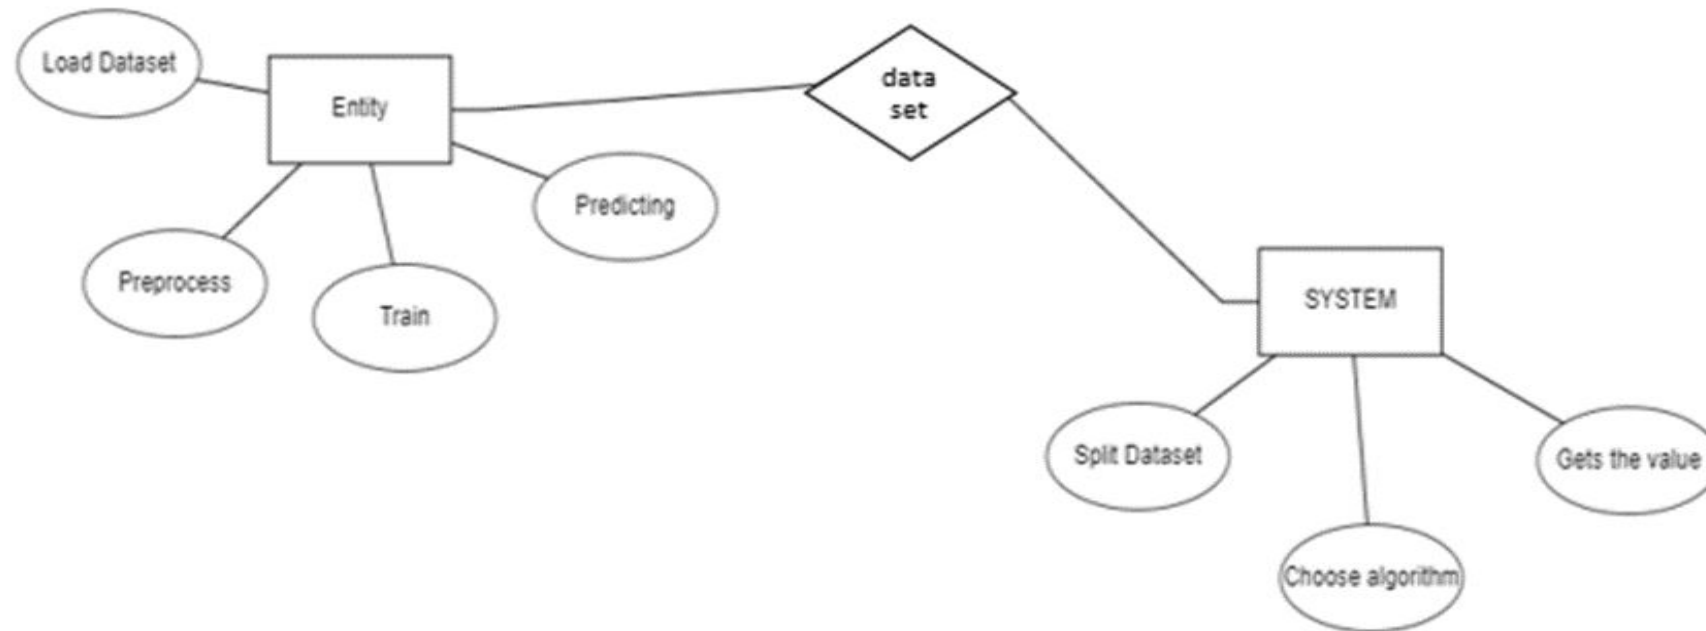 Load Dataset
Entity
data
set
Predicting
Preprocess
Train
SYSTEM
Split Dataset
Gets the value
Choose algorithm